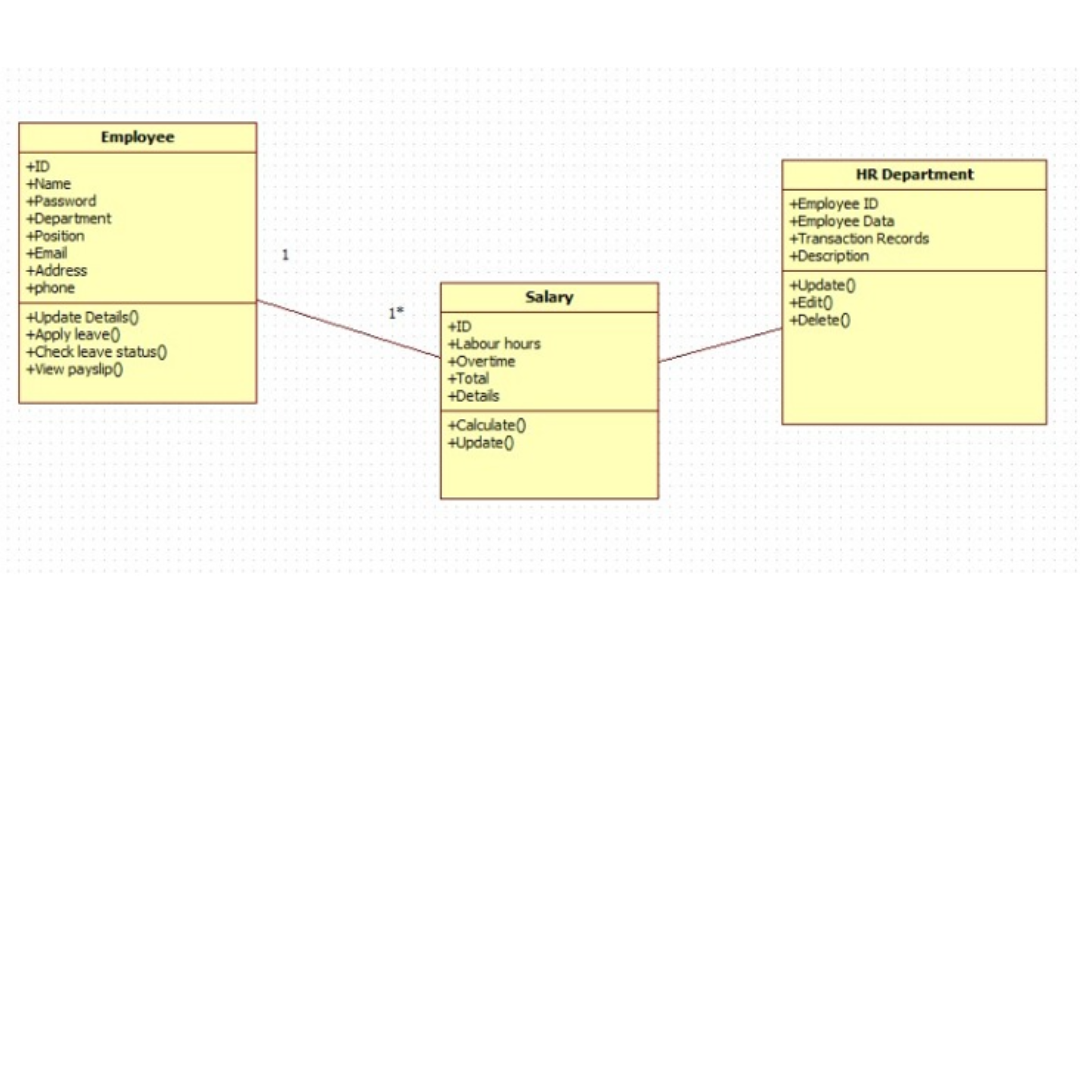 Employee
+ID
+Name
+Password
+Department
+Position
+Email
+Address
+phone
+Update Details()
+Apply leave()
+Check leave status()
+View payslip()
1
1*
Salary
+ID
+Labour hours
+Overtime
+Total
+Details
+Calculate()
+Update()
HR Department
+Employee ID
+Employee Data
+Transaction Records
+Description
+Update()
+Edit()
+Delete()